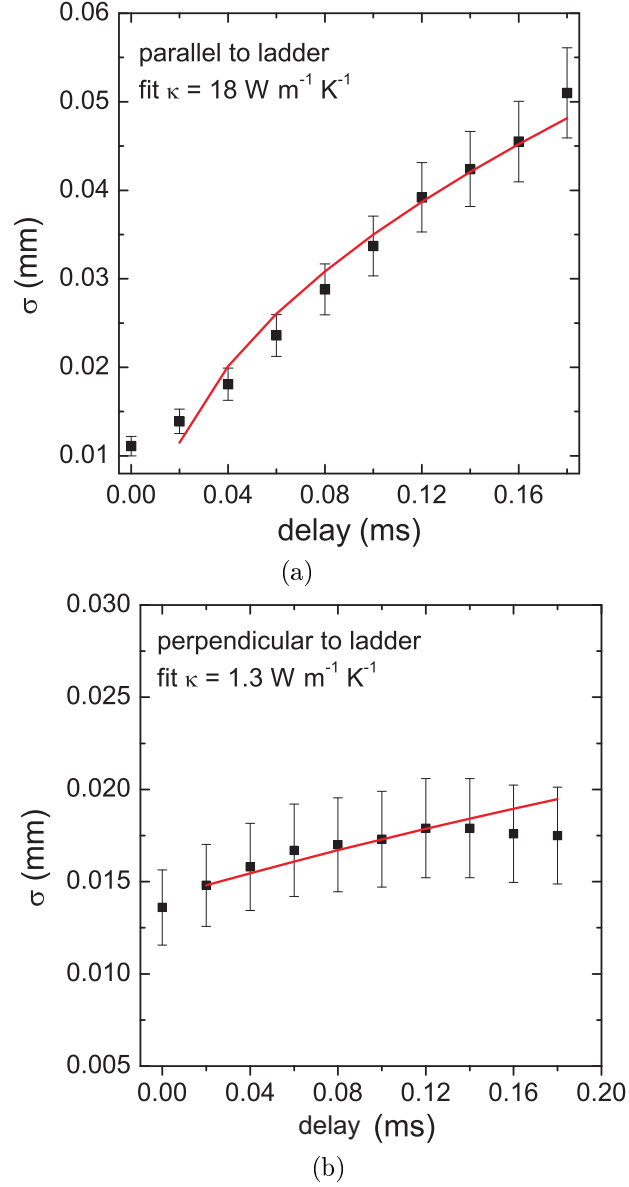 0.06
parallel to ladder
fit κ = 18 W m⁻¹ K⁻¹
0.05
0.04
σ (mm)
0.03
0.02
0.01
0.00 0.04 0.08 0.12 0.16
delay (ms)
(a)
0.030
perpendicular to ladder
fit κ = 1.3 W m⁻¹ K⁻¹
0.025
0.020
σ (mm)
0.015
0.010
0.005
0.00 0.04 0.08 0.12 0.16 0.20
delay (ms)
(b)